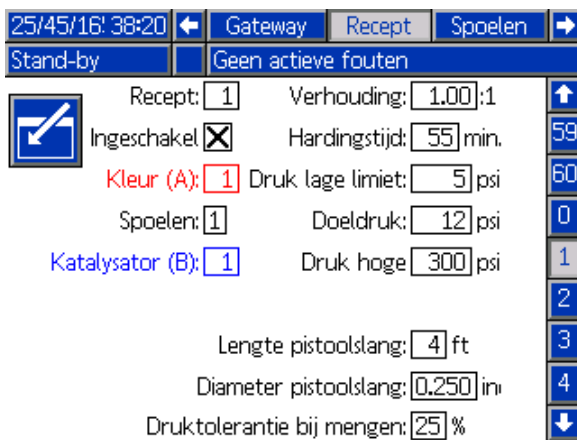 25/45/16 38:20 Gateway Recept Spoelen
Stand-by Geen actieve fouten
Recept: 1 Verhouding: 1.00 :1
59
Ingeschakel Hardingstijd: 55 min.
60
Kleur (A): 1 Druk lage limiet: 5 psi
0
Spoelen: 1 Doeldruk: 12 psi
1
Katalysator (B): 1 Druk hoge 300 psi
2
3
Lengte pistoolslang: 4 ft
4
Diameter pistoolslang: 0.250 in
Druktolerantie bij mengen: 25 %